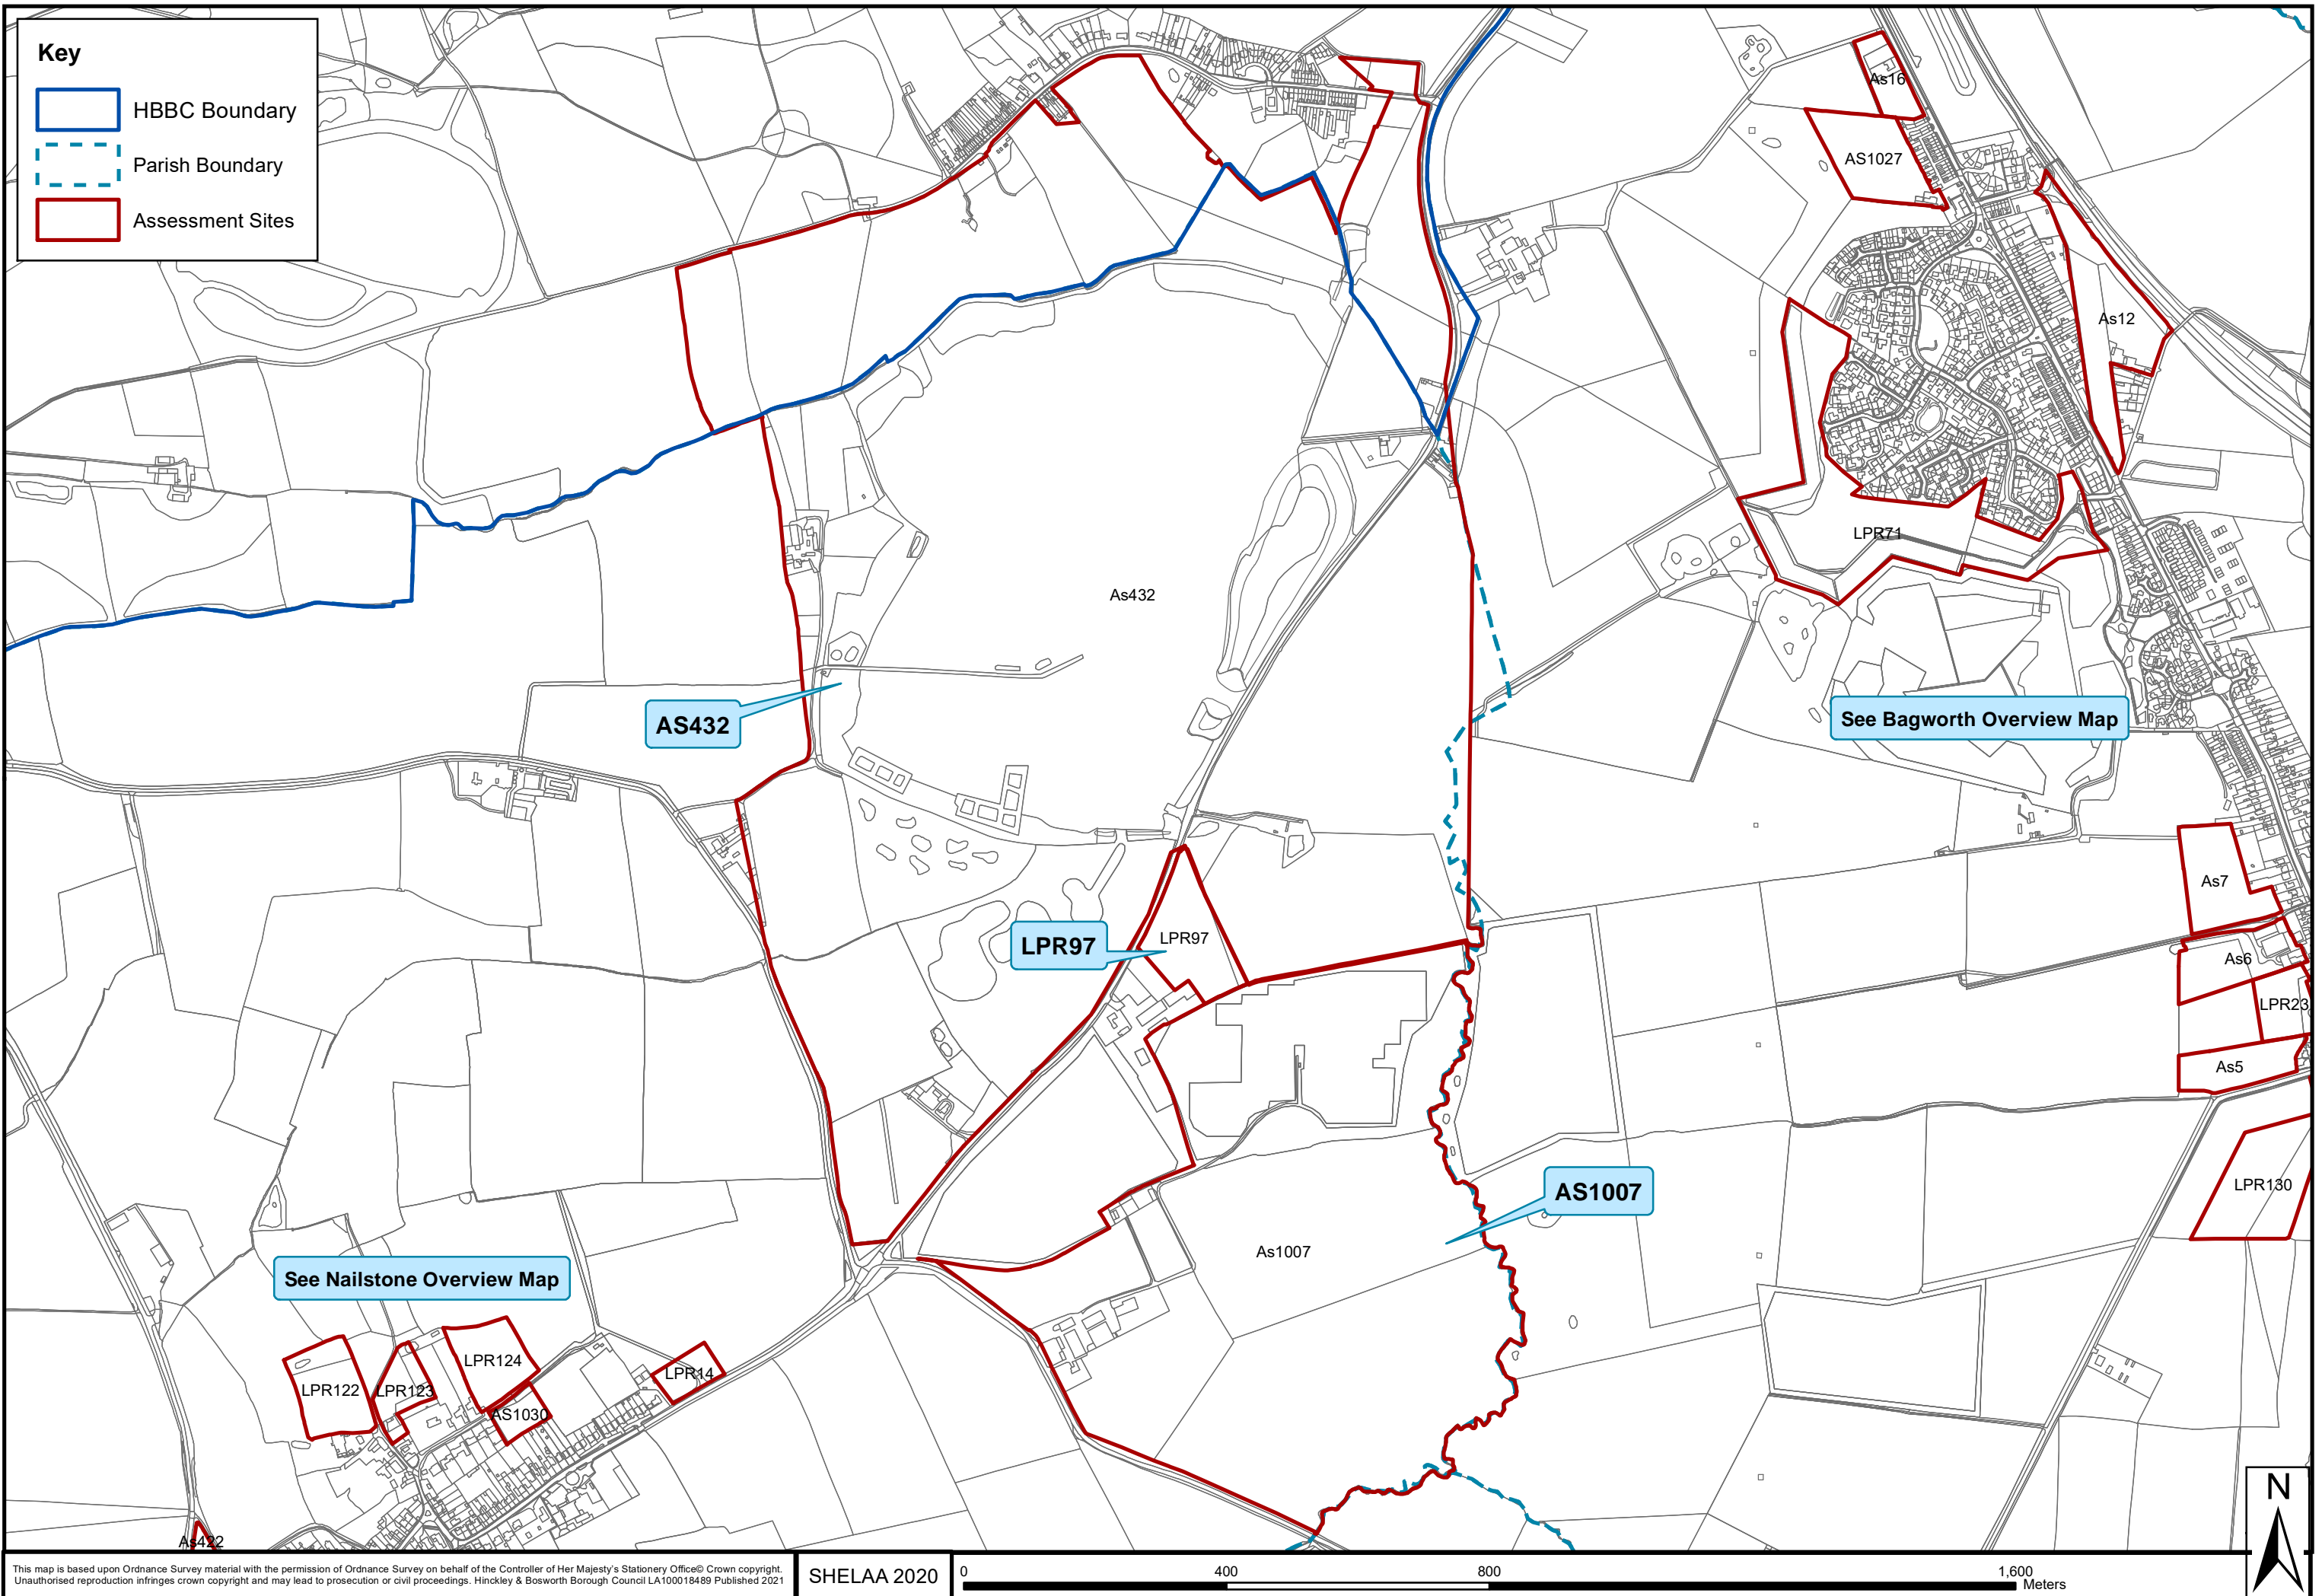 Key
HBBC Boundary
Parish Boundary
Assessment Sites
As16
AS1027
As12
LPR71
As432
AS432
See Bagworth Overview Map
As7
LPR97
LPR97
As6
LPR23
As5
AS1007
LPR130
As1007
See Nailstone Overview Map
LPR124
LPR14
LPR122
LPR123
AS1030
As422
N
This map is based upon Ordnance Survey material with the permission of Ordnance Survey on behalf of the Controller of Her Majesty's Stationery Office© Crown copyright.
Unauthorised reproduction infringes crown copyright and may lead to prosecution or civil proceedings. Hinckley & Bosworth Borough Council LA100018489 Published 2021
SHELAA 2020
0 400 800 1,600
Meters